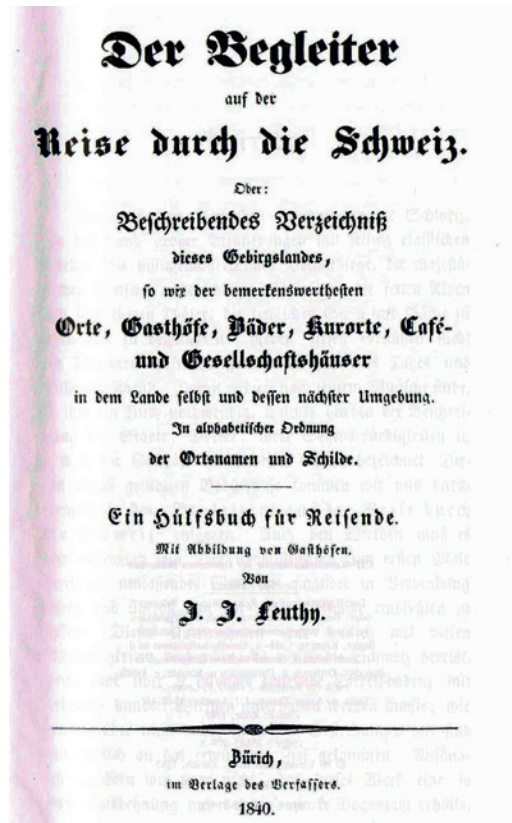 Der Begleiter
auf der
Reise durch die Schweiz.
Oder:
Beschreibendes Verzeichniß
dieses Gebirgslandes,
so wie der bemerkenswerthesten
Orte, Gasthöfe, Bäder, Kurorte, Café-
und Gesellschaftshäuser
in dem Lande selbst und dessen nächster Umgebung.
In alphabetischer Ordnung
der Ortsnamen und Schilde.
Ein Hülfsbuch für Reisende.
Mit Abbildung von Gasthöfen.
Von
J. J. Leuthy.
Zürich,
im Verlage des Verfassers.
1840.